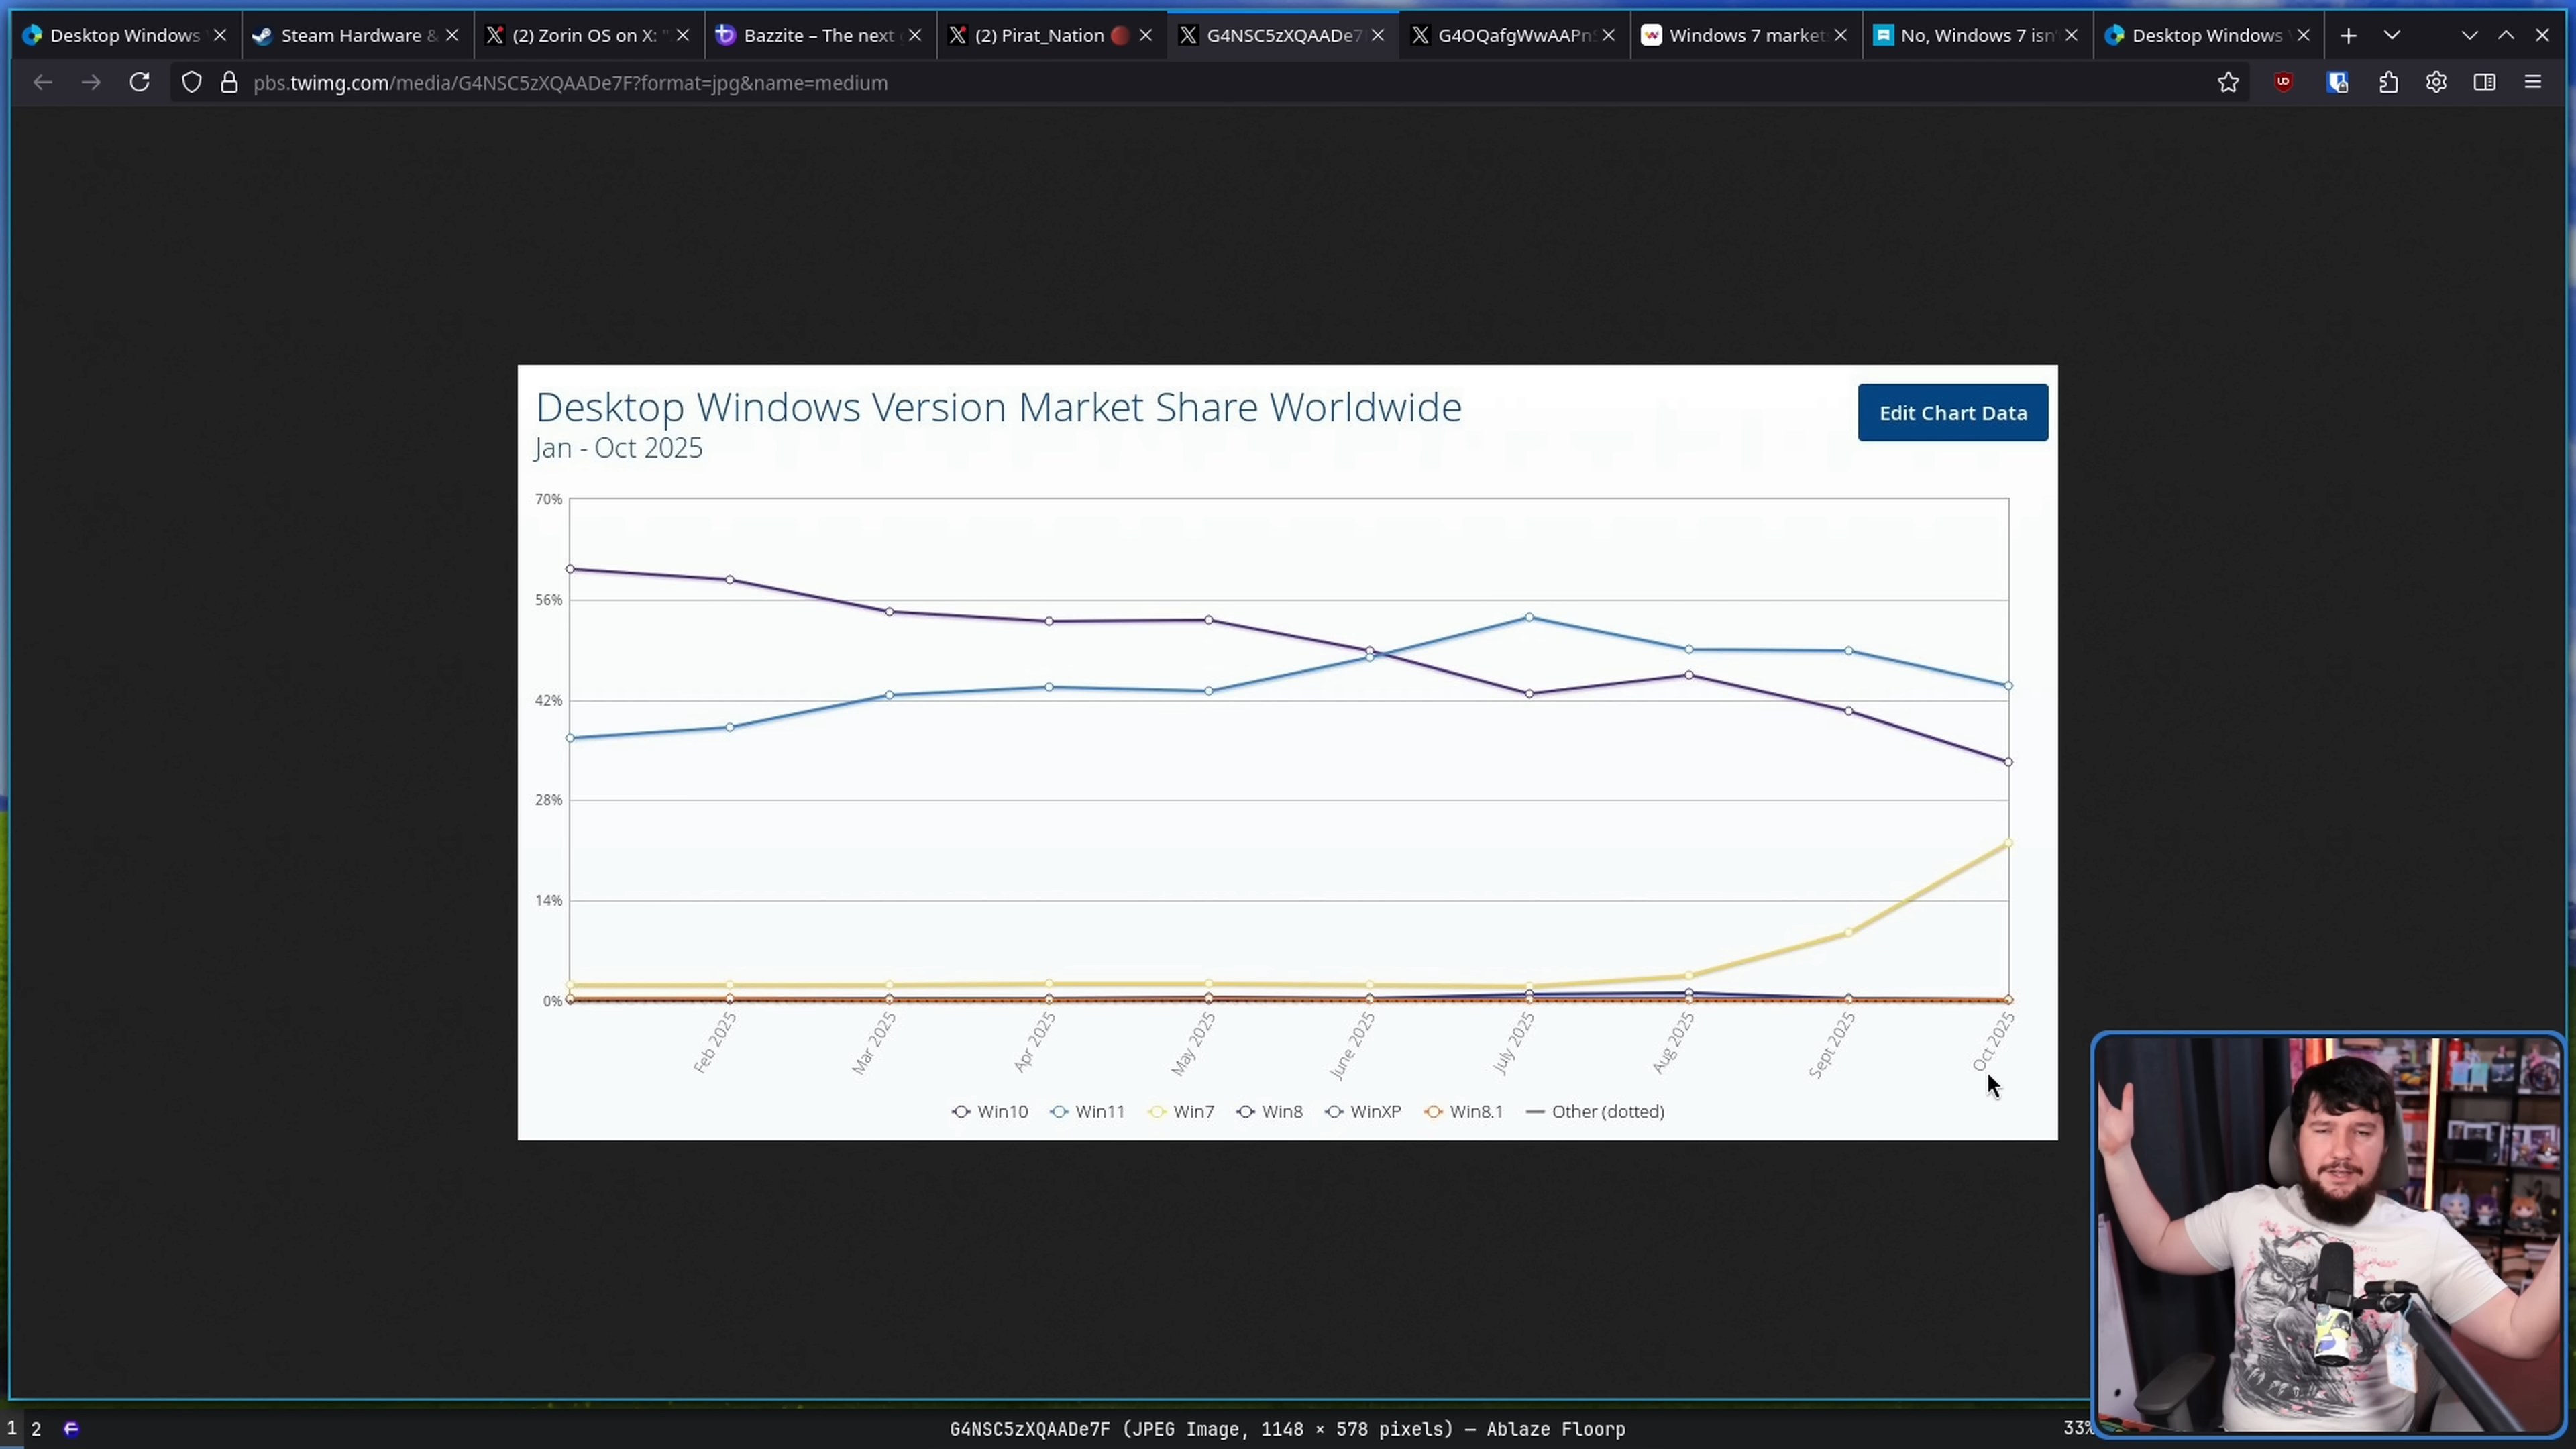 Desktop Windows
Steam Hardware &
(2) Zorin OS on X: "
Bazzite – The next
(2) Pirat_Nation
G4NSC5zXQAADe7
G4OQafgWwAAPn
Windows 7 market
No, Windows 7 isn'
Desktop Windows
pbs.twimg.com/media/G4NSC5zXQAADe7F?format=jpg&name=medium
Desktop Windows Version Market Share Worldwide
Edit Chart Data
Jan - Oct 2025
70%
56%
42%
28%
14%
0%
Feb 2025
Mar 2025
Apr 2025
May 2025
June 2025
July 2025
Aug 2025
Sept 2025
Oct 2025
Win10 Win11 Win7 Win8 WinXP Win8.1 Other (dotted)
1 2
G4NSC5zXQAADe7F (JPEG Image, 1148 × 578 pixels) — Ablaze Floorp
33%